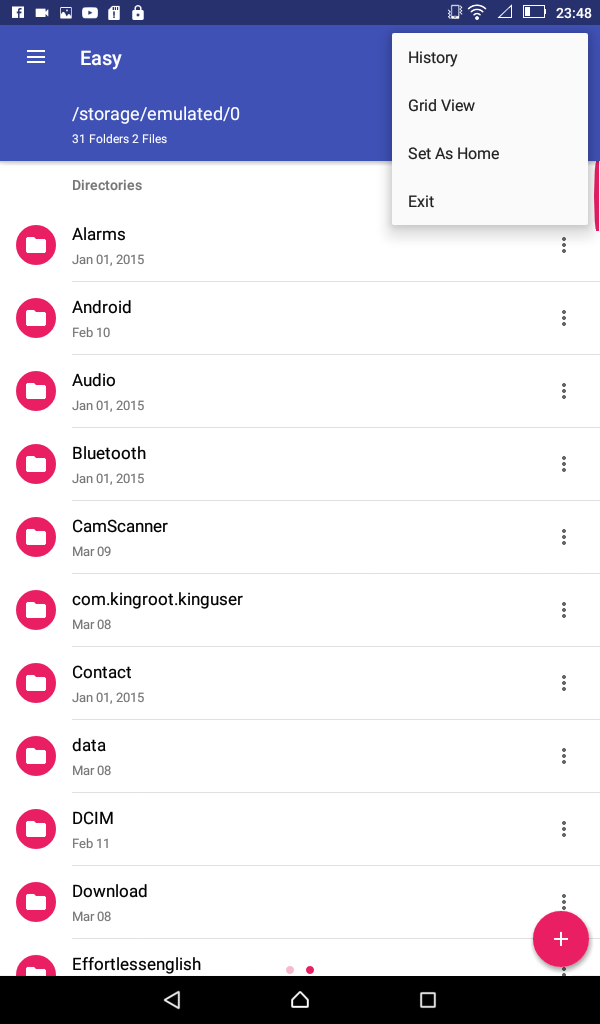 23:48
Easy
/storage/emulated/0
31 Folders 2 Files
History
Grid View
Set As Home
Exit
Directories
Alarms
Jan 01, 2015
Android
Feb 10
Audio
Jan 01, 2015
Bluetooth
Jan 01, 2015
CamScanner
Mar 09
com.kingroot.kinguser
Mar 08
Contact
Jan 01, 2015
data
Mar 08
DCIM
Feb 11
Download
Mar 08
Effortlessenglish